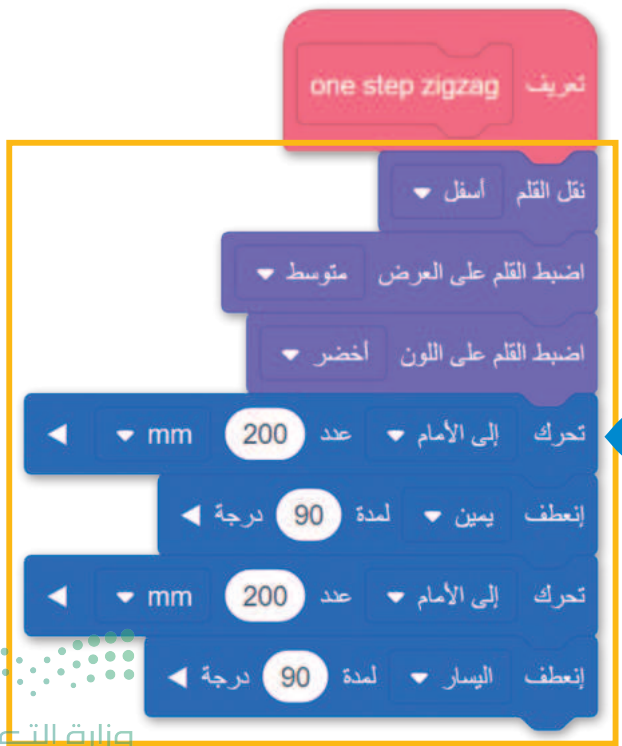 تعريف one step zigzag
نقل القلم أسفل
اضبط القلم على العرض متوسط
اضبط القلم على اللون أخضر
تحرك إلى الأمام عدد 200 mm
إنعطف يمين لمدة 90 درجة
تحرك إلى الأمام عدد 200 mm
إنعطف اليسار لمدة 90 درجة
وزارة التع